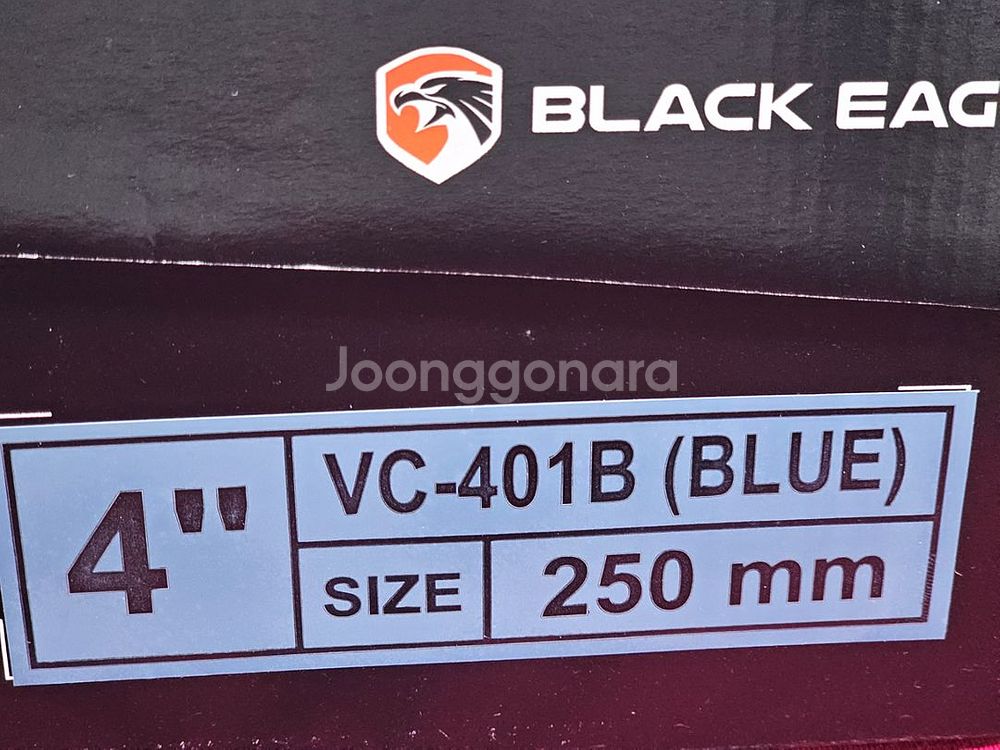 BLACK EAG
Joonggonara
4" VC-401B (BLUE)
SIZE 250 mm